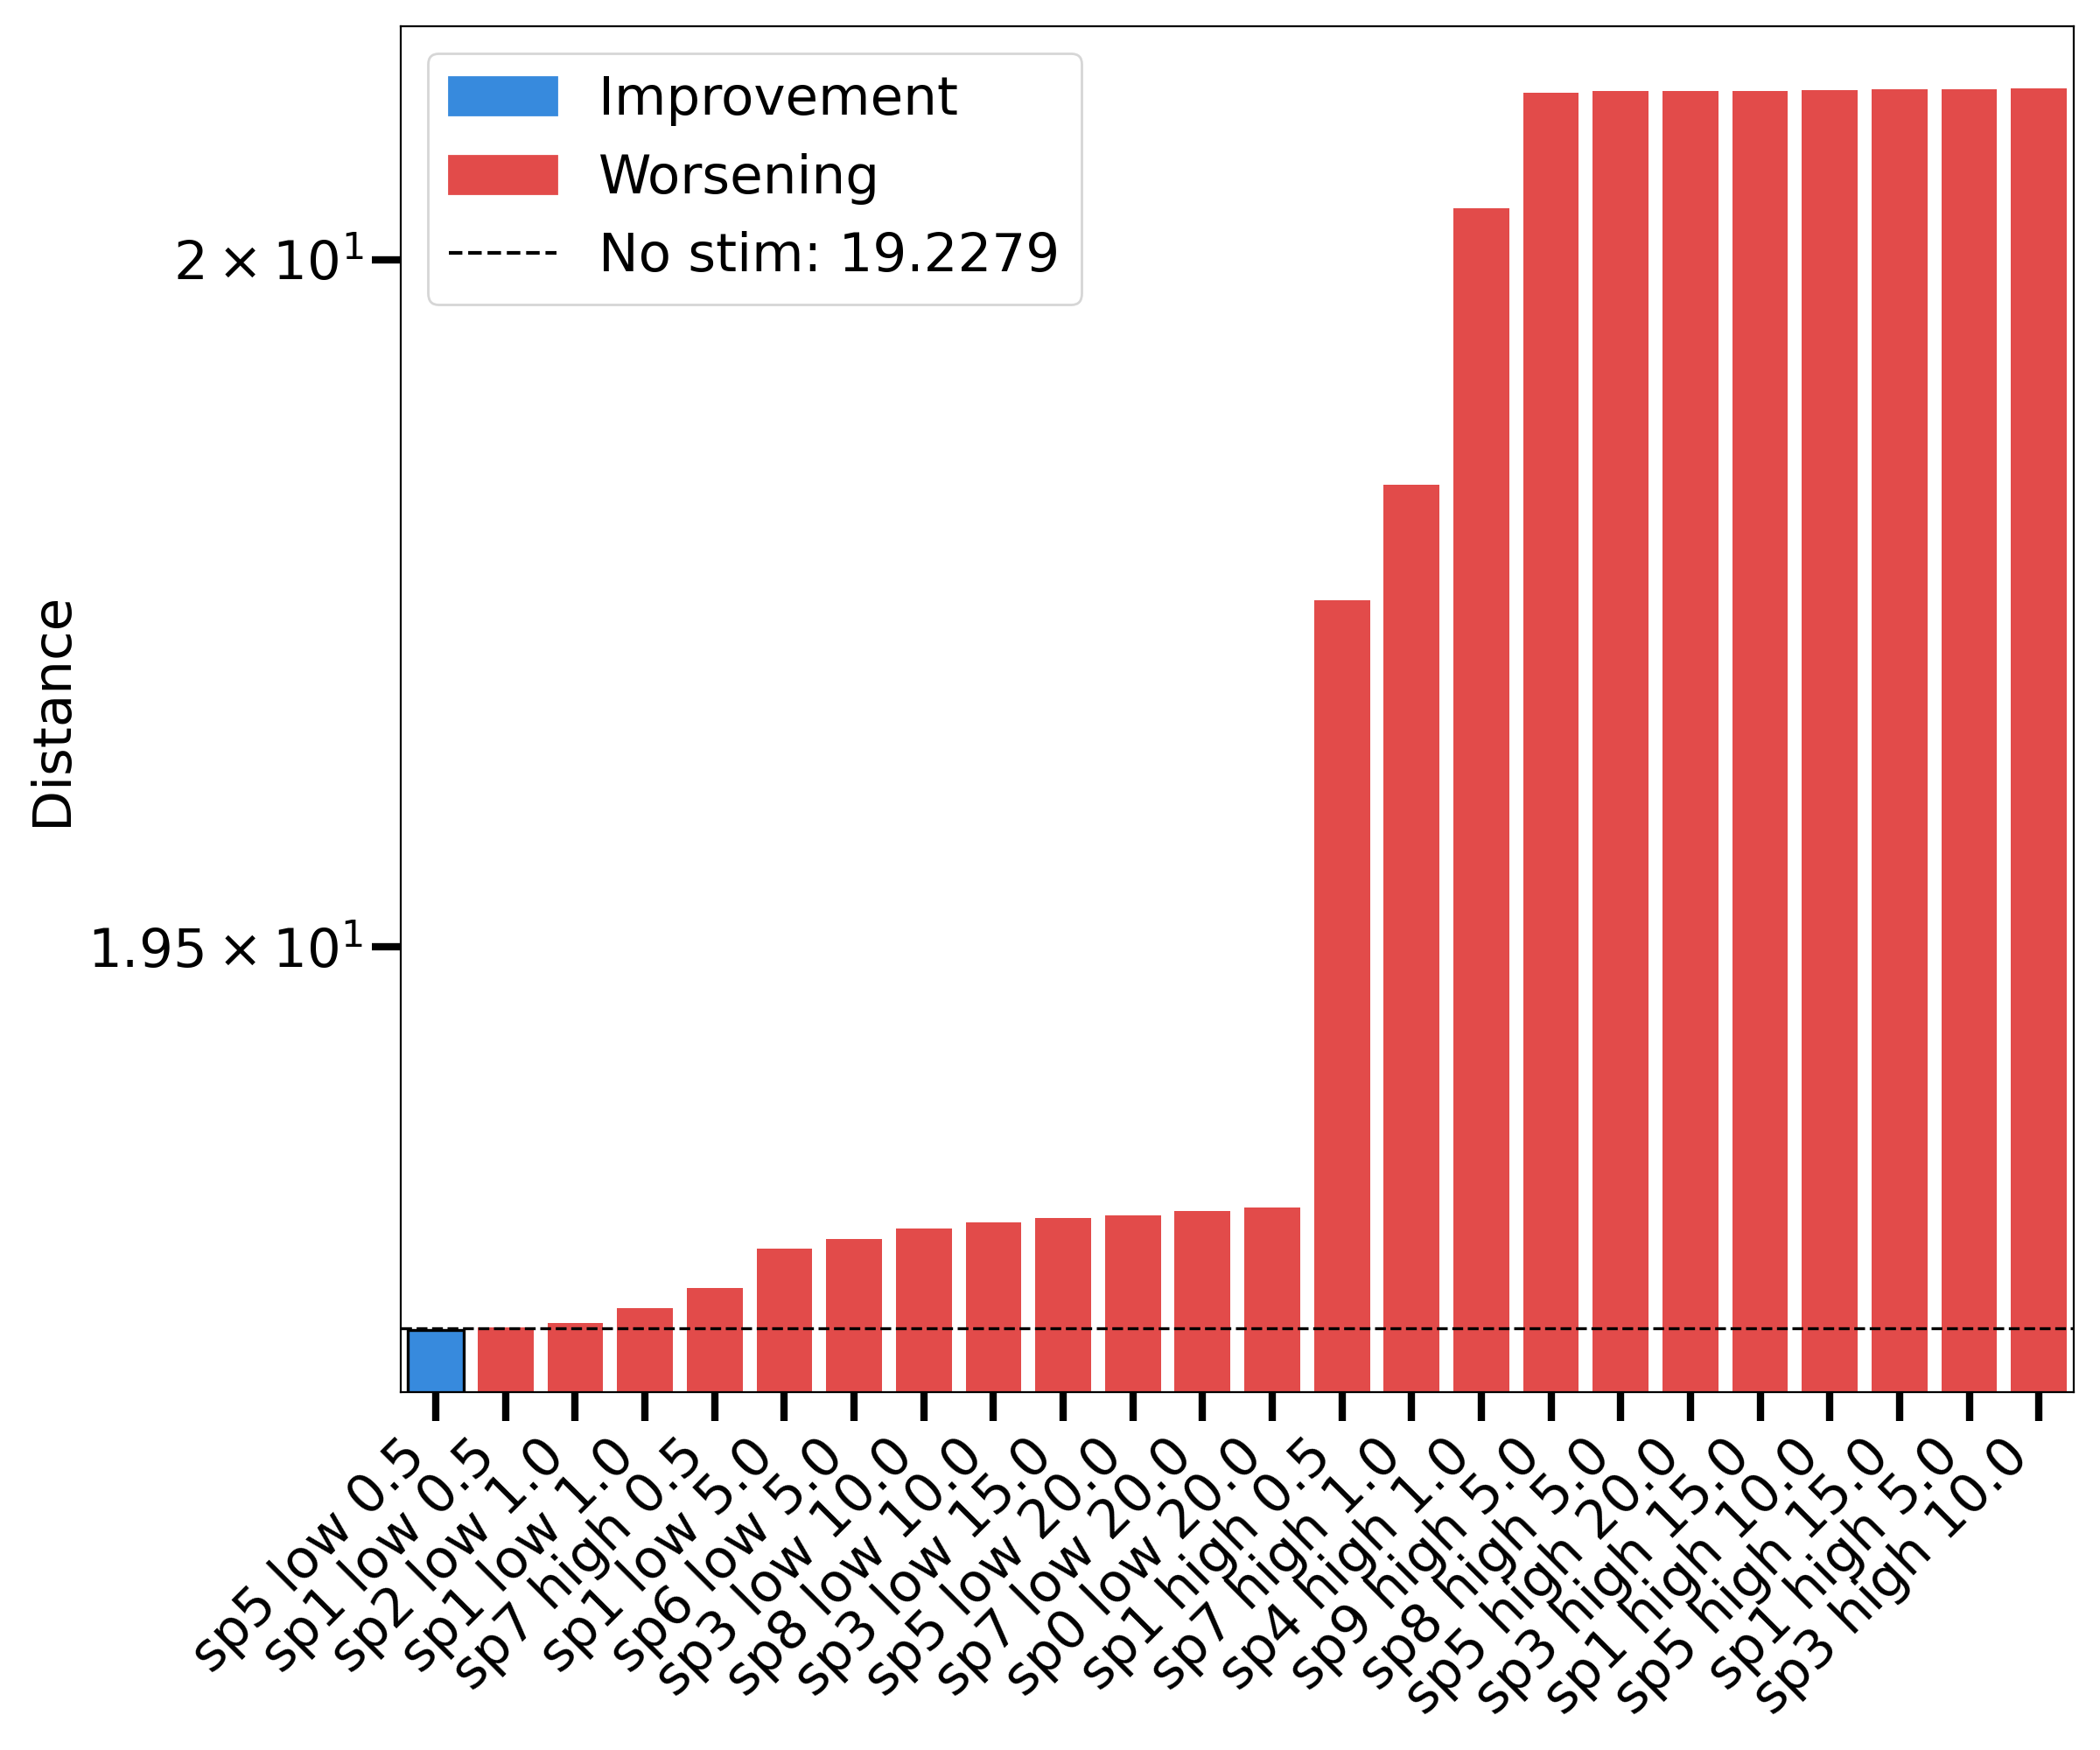 Improvement
Worsening
No stim: 19.2279
2 × 10¹
1.95 × 10¹
Distance
sp5 low 0.5
sp1 low 0.5
sp2 low 1.0
sp1 low 1.0
sp7 high 0.5
sp1 low 5.0
sp6 low 5.0
sp3 low 10.0
sp8 low 10.0
sp3 low 15.0
sp5 low 20.0
sp7 low 20.0
sp0 low 20.0
sp1 high 0.5
sp7 high 1.0
sp4 high 1.0
sp9 high 5.0
sp8 high 5.0
sp5 high 20.0
sp3 high 15.0
sp1 high 10.0
sp5 high 15.0
sp1 high 5.0
sp3 high 10.0